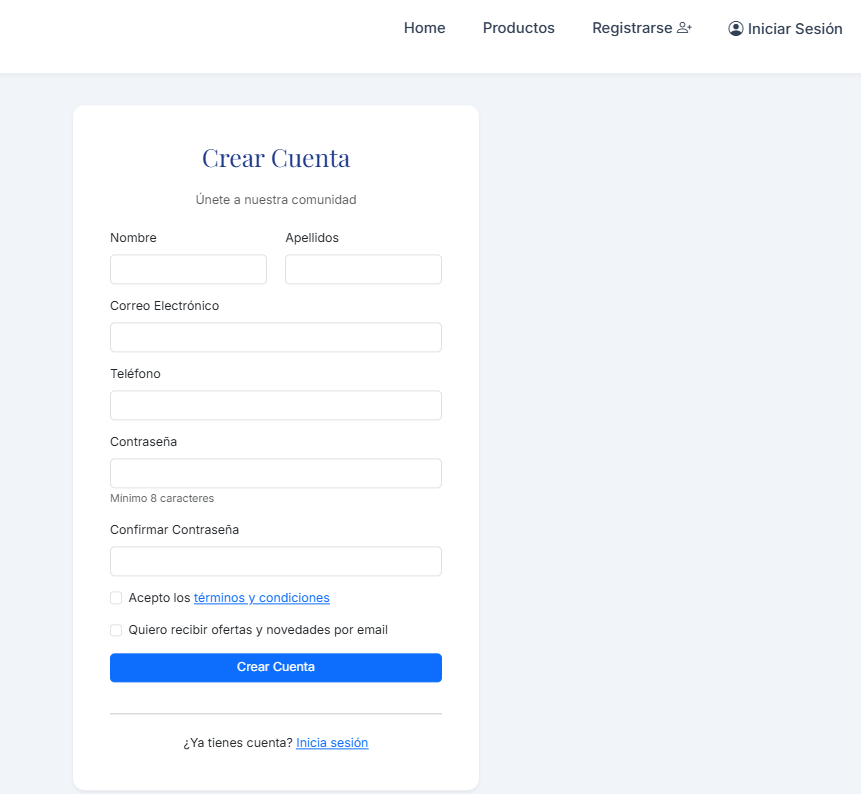 Home Productos Registrarse Iniciar Sesión
Crear Cuenta
Únete a nuestra comunidad
Nombre Apellidos
Correo Electrónico
Teléfono
Contraseña
Mínimo 8 caracteres
Confirmar Contraseña
Acepto los términos y condiciones
Quiero recibir ofertas y novedades por email
Crear Cuenta
¿Ya tienes cuenta? Inicia sesión